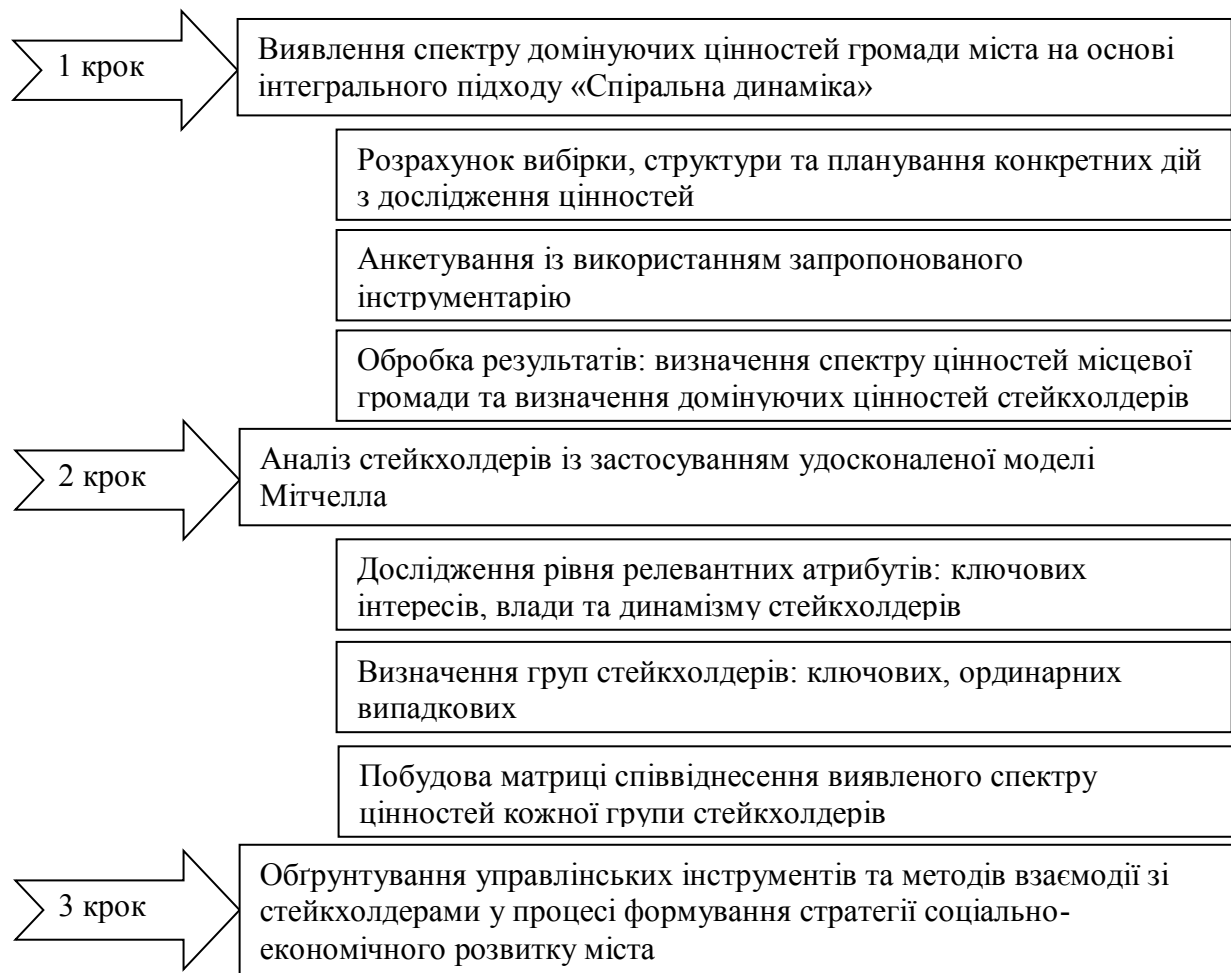 1 крок
Виявлення спектру домінуючих цінностей громади міста на основі
інтегрального підходу «Спіральна динаміка»
Розрахунок вибірки, структури та планування конкретних дій
з дослідження цінностей
Анкетування із використанням запропонованого
інструментарію
Обробка результатів: визначення спектру цінностей місцевої
громади та визначення домінуючих цінностей стейкхолдерів
2 крок
Аналіз стейкхолдерів із застосуванням удосконаленої моделі
Мітчелла
Дослідження рівня релевантних атрибутів: ключових
інтересів, влади та динамізму стейкхолдерів
Визначення груп стейкхолдерів: ключових, ординарних
випадкових
Побудова матриці співвіднесення виявленого спектру
цінностей кожної групи стейкхолдерів
3 крок
Обґрунтування управлінських інструментів та методів взаємодії зі
стейкхолдерами у процесі формування стратегії соціально-
економічного розвитку міста